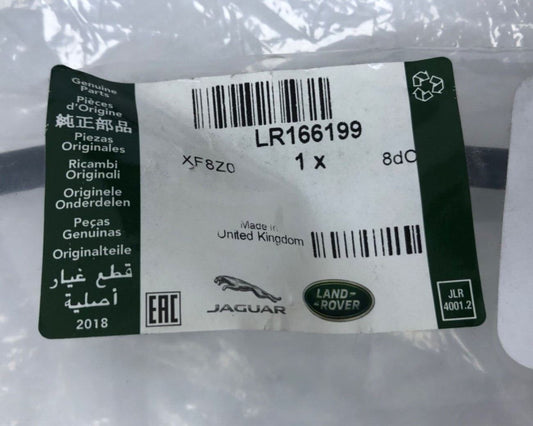 Genuine
Parts
Pièces
d'Origine
純正部品
Piezas
Originales
Ricambi
Originali
Originele
Onderdelen
Peças
Genuinas
Originalteile
قطع غيار
أصلية
2018
LR166199
XF8Z0
1 x
8dC
Made in
United Kingdom
EAC
JAGUAR
LAND-
-ROVER
JLR
4001.2